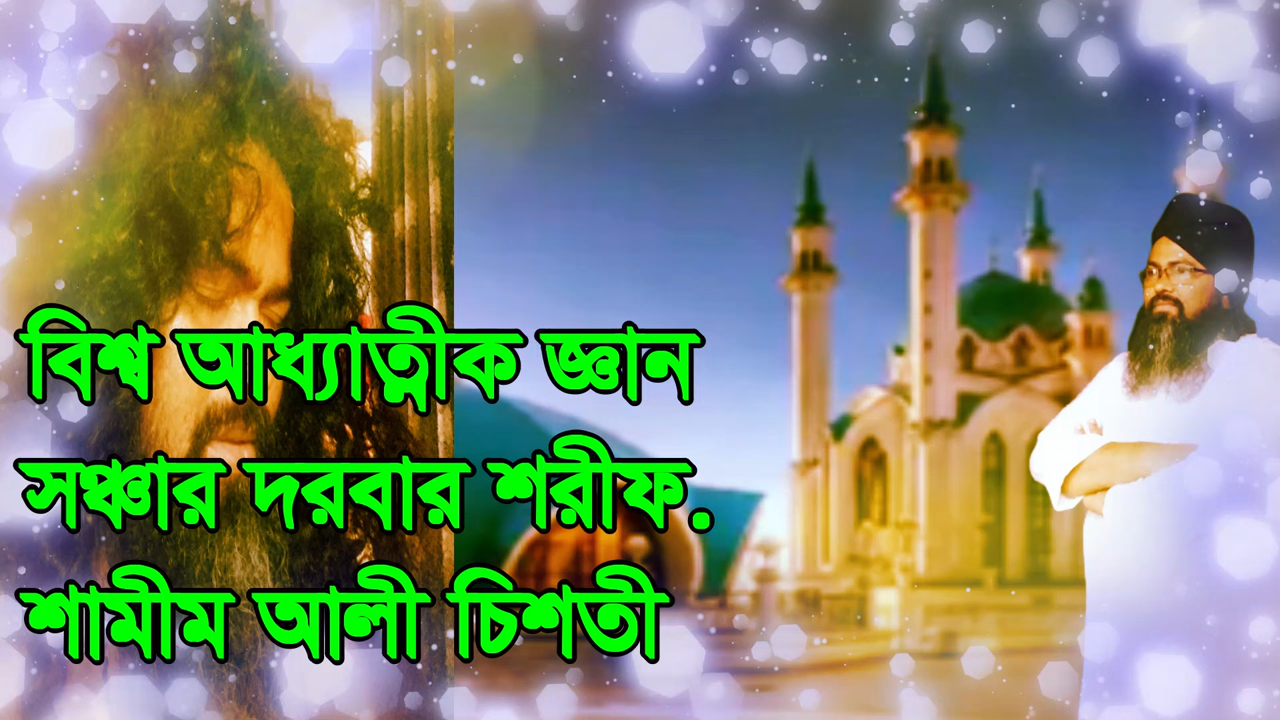 বিশ্ব আধ্যাত্নীক জ্ঞান
সঞ্চার দরবার শরীফ.
শামীম আলী চিশতী